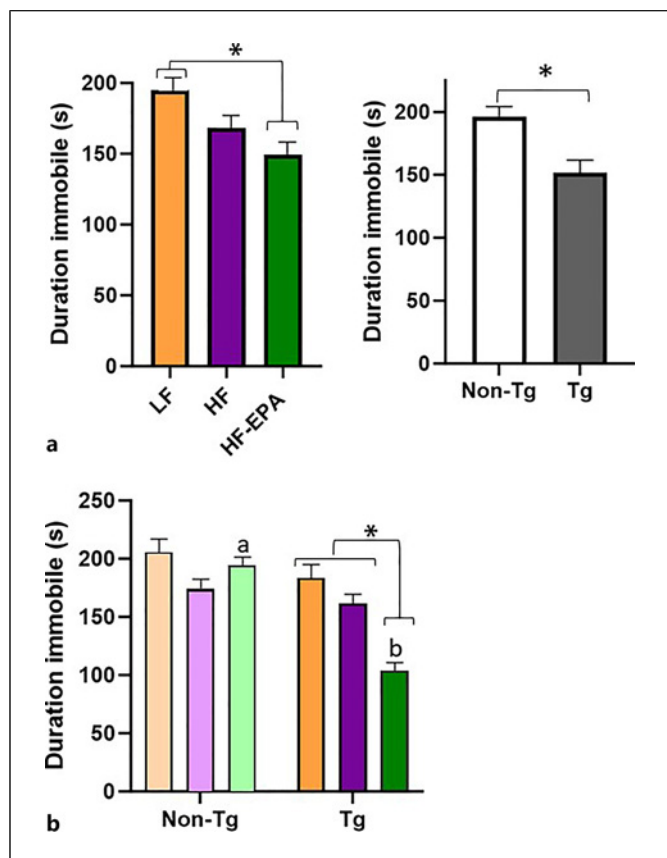 *
200
150
100
50
0
Duration immobile (s)
LF
HF
HF-EPA
*
200
150
100
50
0
Duration immobile (s)
Non-Tg
Tg
a
250
200
150
100
50
0
Duration immobile (s)
a
*
b
Non-Tg
Tg
b